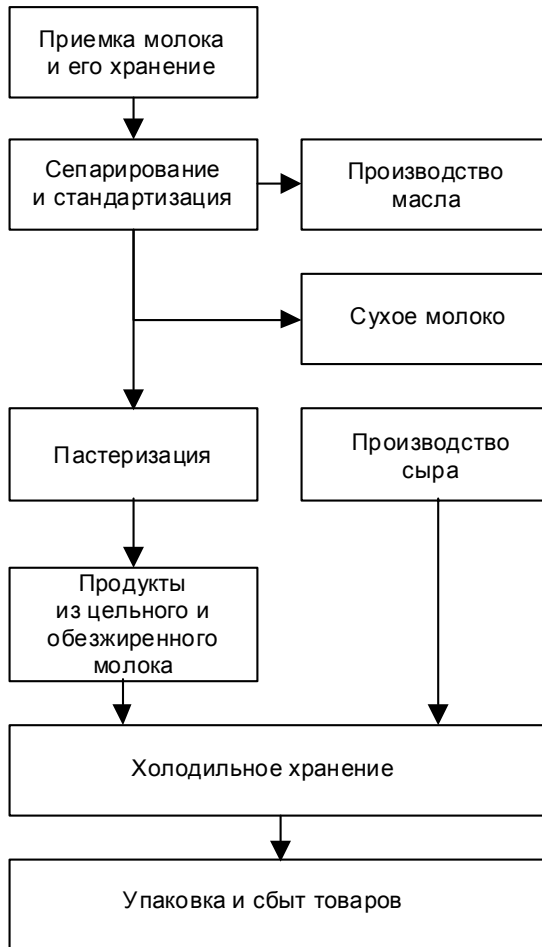 Приемка молока
и его хранение
Сепарирование
и стандартизация
Производство
масла
Сухое молоко
Пастеризация
Производство
сыра
Продукты
из цельного и
обезжиренного
молока
Холодильное хранение
Упаковка и сбыт товаров